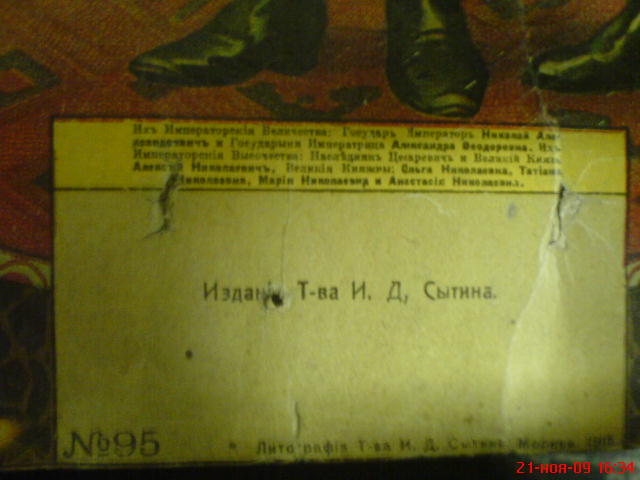 Ихъ Императорскія Величества: Государь Императоръ Николай Але-
ксандровичъ и Государыня Императрица Александра Ѳеодоровна. Ихъ
Императорскія Высочества: Наслѣдникъ Цесаревичъ и Великій Князь
Алексѣй Николаевичъ, Великія Княжны: Ольга Николаевна, Татіана
Николаевна, Марія Николаевна и Анастасія Николаевна.
Изданіе Т-ва И. Д. Сытина.
№95
Литографія Т-ва И. Д. Сытина. Москва.
21-ноя-09 16:34